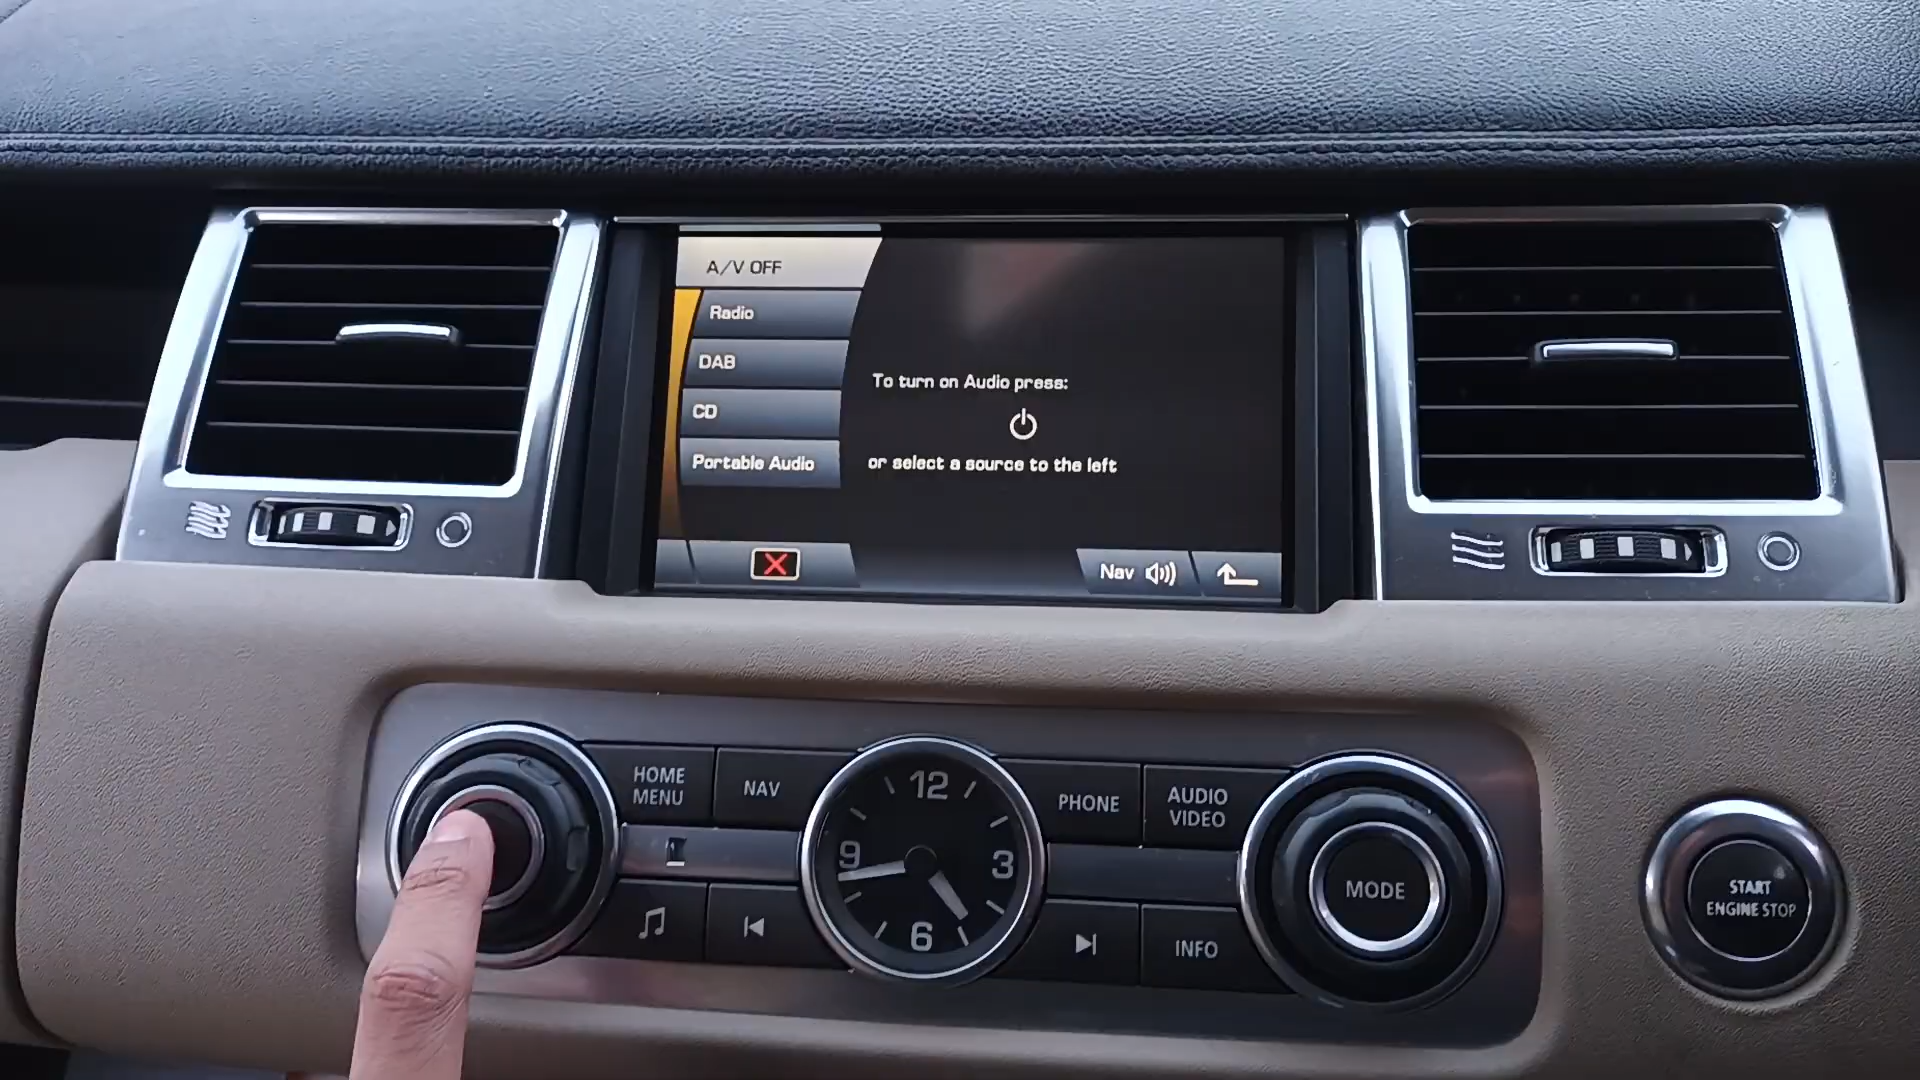 A/V OFF
Radio
DAB
CD
Portable Audio
To turn on Audio press:
or select a source to the left
Nav
HOME
MENU
NAV
12
3
6
9
PHONE
AUDIO
VIDEO
INFO
MODE
START
ENGINE STOP